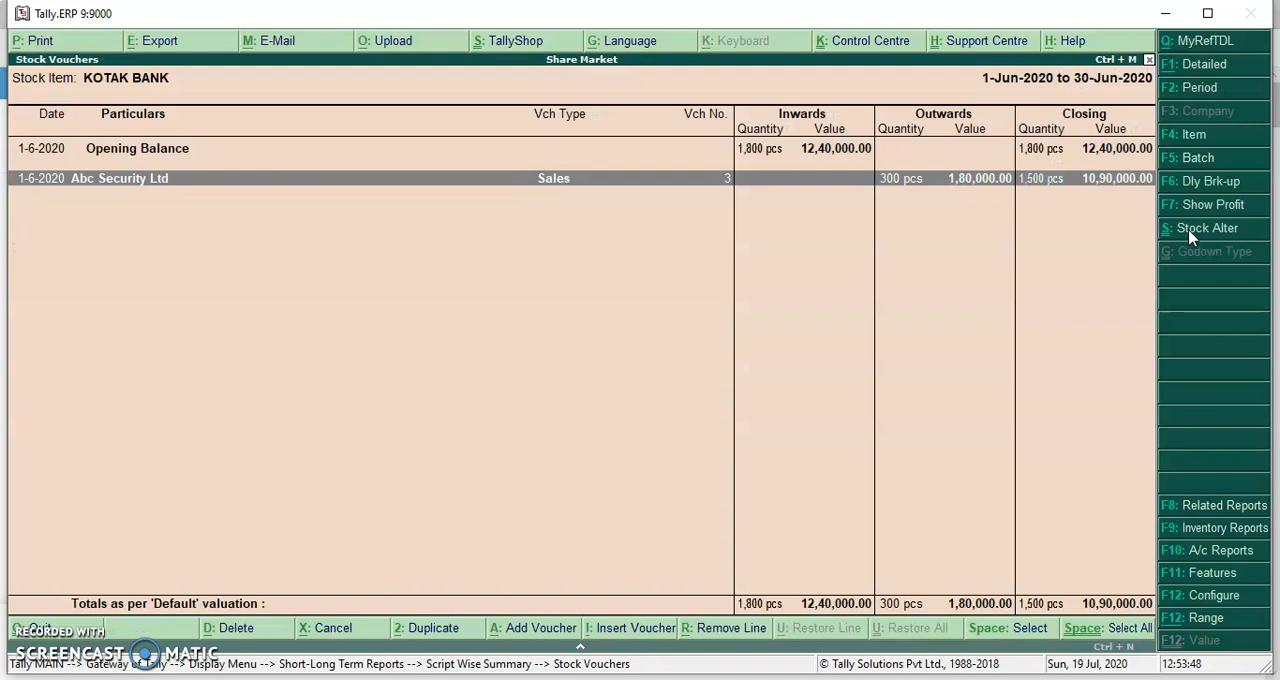 Tally.ERP 9:9000
P: Print E: Export M: E-Mail O: Upload S: TallyShop G: Language K: Keyboard K: Control Centre H: Support Centre H: Help
Stock Vouchers Share Market Ctrl + M
Stock Item: KOTAK BANK 1-Jun-2020 to 30-Jun-2020
Date Particulars Vch Type Vch No. Inwards Outwards Closing
Quantity Value Quantity Value Quantity Value
1-6-2020 Opening Balance 1,800 pcs 12,40,000.00 1,800 pcs 12,40,000.00
1-6-2020 Abc Security Ltd Sales 3 300 pcs 1,80,000.00 1,500 pcs 10,90,000.00
Totals as per 'Default' valuation : 1,800 pcs 12,40,000.00 300 pcs 1,80,000.00 1,500 pcs 10,90,000.00
Q: MyRefTDL
F1: Detailed
F2: Period
F3: Company
F4: Item
F5: Batch
F6: Dly Brk-up
F7: Show Profit
S: Stock Alter
G: Godown Type
F8: Related Reports
F9: Inventory Reports
F10: A/c Reports
F11: Features
F12: Configure
F12: Range
F12: Value
D: Delete X: Cancel 2: Duplicate A: Add Voucher I: Insert Voucher R: Remove Line U: Restore Line U: Restore All Space: Select Space: Select All
RECORDED WITH
SCREENCAST MATIC
Ctrl + N
Tally MAIN --> Gateway of Tally --> Display Menu --> Short-Long Term Reports --> Script Wise Summary --> Stock Vouchers © Tally Solutions Pvt Ltd., 1988-2018 Sun, 19 Jul, 2020 12:53:48